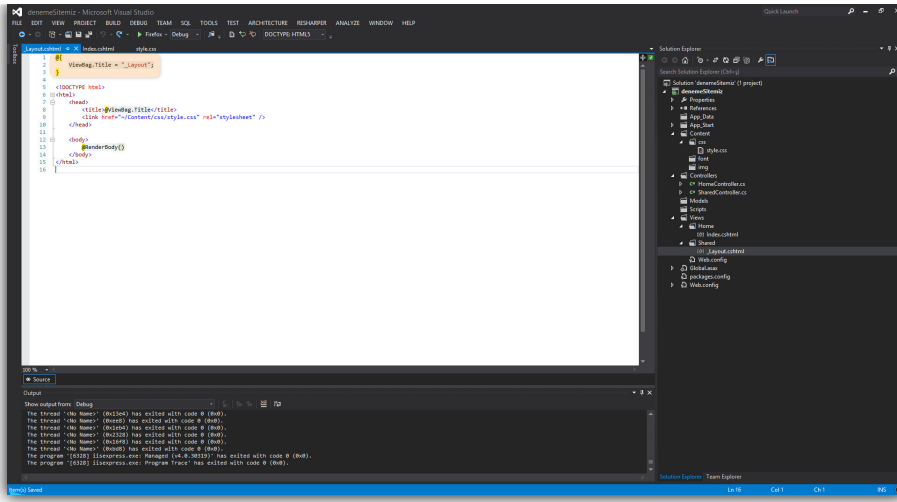 denemeSitemiz - Microsoft Visual Studio
Quick Launch
FILE EDIT VIEW PROJECT BUILD DEBUG TEAM SQL TOOLS TEST ARCHITECTURE RESHARPER ANALYZE WINDOW HELP
Firefox - Debug DOCTYPE: HTML5
Toolbox
_Layout.cshtml Index.cshtml style.css
1 @{
2 ViewBag.Title = "_Layout";
3 }
4
5 <!DOCTYPE html>
6 <html>
7 <head>
8 <title>@ViewBag.Title</title>
9 <link href="~/Content/css/style.css" rel="stylesheet" />
10 </head>
11
12 <body>
13 @RenderBody()
14 </body>
15 </html>
16
100 %
Source
Output
Show output from: Debug
The thread '<No Name>' (0x13e4) has exited with code 0 (0x0).
The thread '<No Name>' (0xee8) has exited with code 0 (0x0).
The thread '<No Name>' (0x1eb4) has exited with code 0 (0x0).
The thread '<No Name>' (0x2328) has exited with code 0 (0x0).
The thread '<No Name>' (0x16f8) has exited with code 0 (0x0).
The thread '<No Name>' (0xbd8) has exited with code 0 (0x0).
The program '[6328] iisexpress.exe: Managed (v4.0.30319)' has exited with code 0 (0x0).
The program '[6328] iisexpress.exe: Program Trace' has exited with code 0 (0x0).
Solution Explorer
Search Solution Explorer (Ctrl+ş)
Solution 'denemeSitemiz' (1 project)
denemeSitemiz
Properties
References
App_Data
App_Start
Content
css
style.css
font
img
Controllers
C# HomeController.cs
C# SharedController.cs
Models
Scripts
Views
Home
Index.cshtml
Shared
_Layout.cshtml
Web.config
Global.asax
packages.config
Web.config
Solution Explorer Team Explorer
Item(s) Saved
Ln 16 Col 1 Ch 1 INS